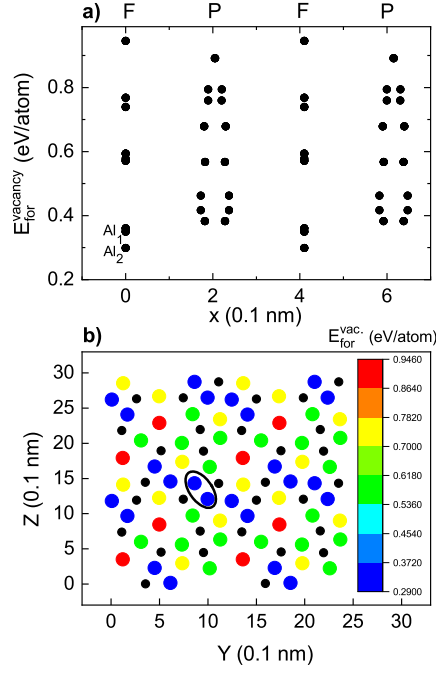 a) F P F P
0.8
0.6
0.4
0.2
E_for^vacancy (eV/atom)
Al1
Al2
0 2 4 6
x (0.1 nm)
b) E_for^vac. (eV/atom)
30
25
20
15
10
5
0
Z (0.1 nm)
0.9460
0.8640
0.7820
0.7000
0.6180
0.5360
0.4540
0.3720
0.2900
0 5 10 15 20 25 30
Y (0.1 nm)